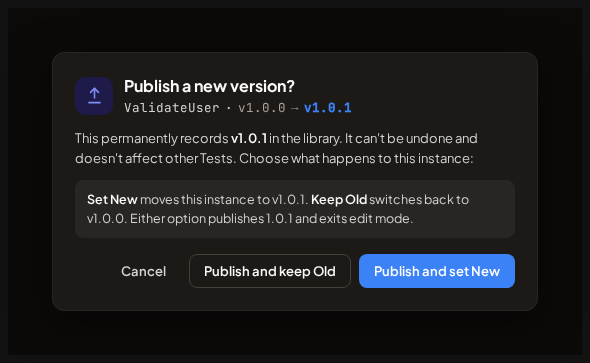 Publish a new version?
ValidateUser · v1.0.0 → v1.0.1
This permanently records v1.0.1 in the library. It can't be undone and
doesn't affect other Tests. Choose what happens to this instance:
Set New moves this instance to v1.0.1. Keep Old switches back to
v1.0.0. Either option publishes 1.0.1 and exits edit mode.
Cancel Publish and keep Old Publish and set New